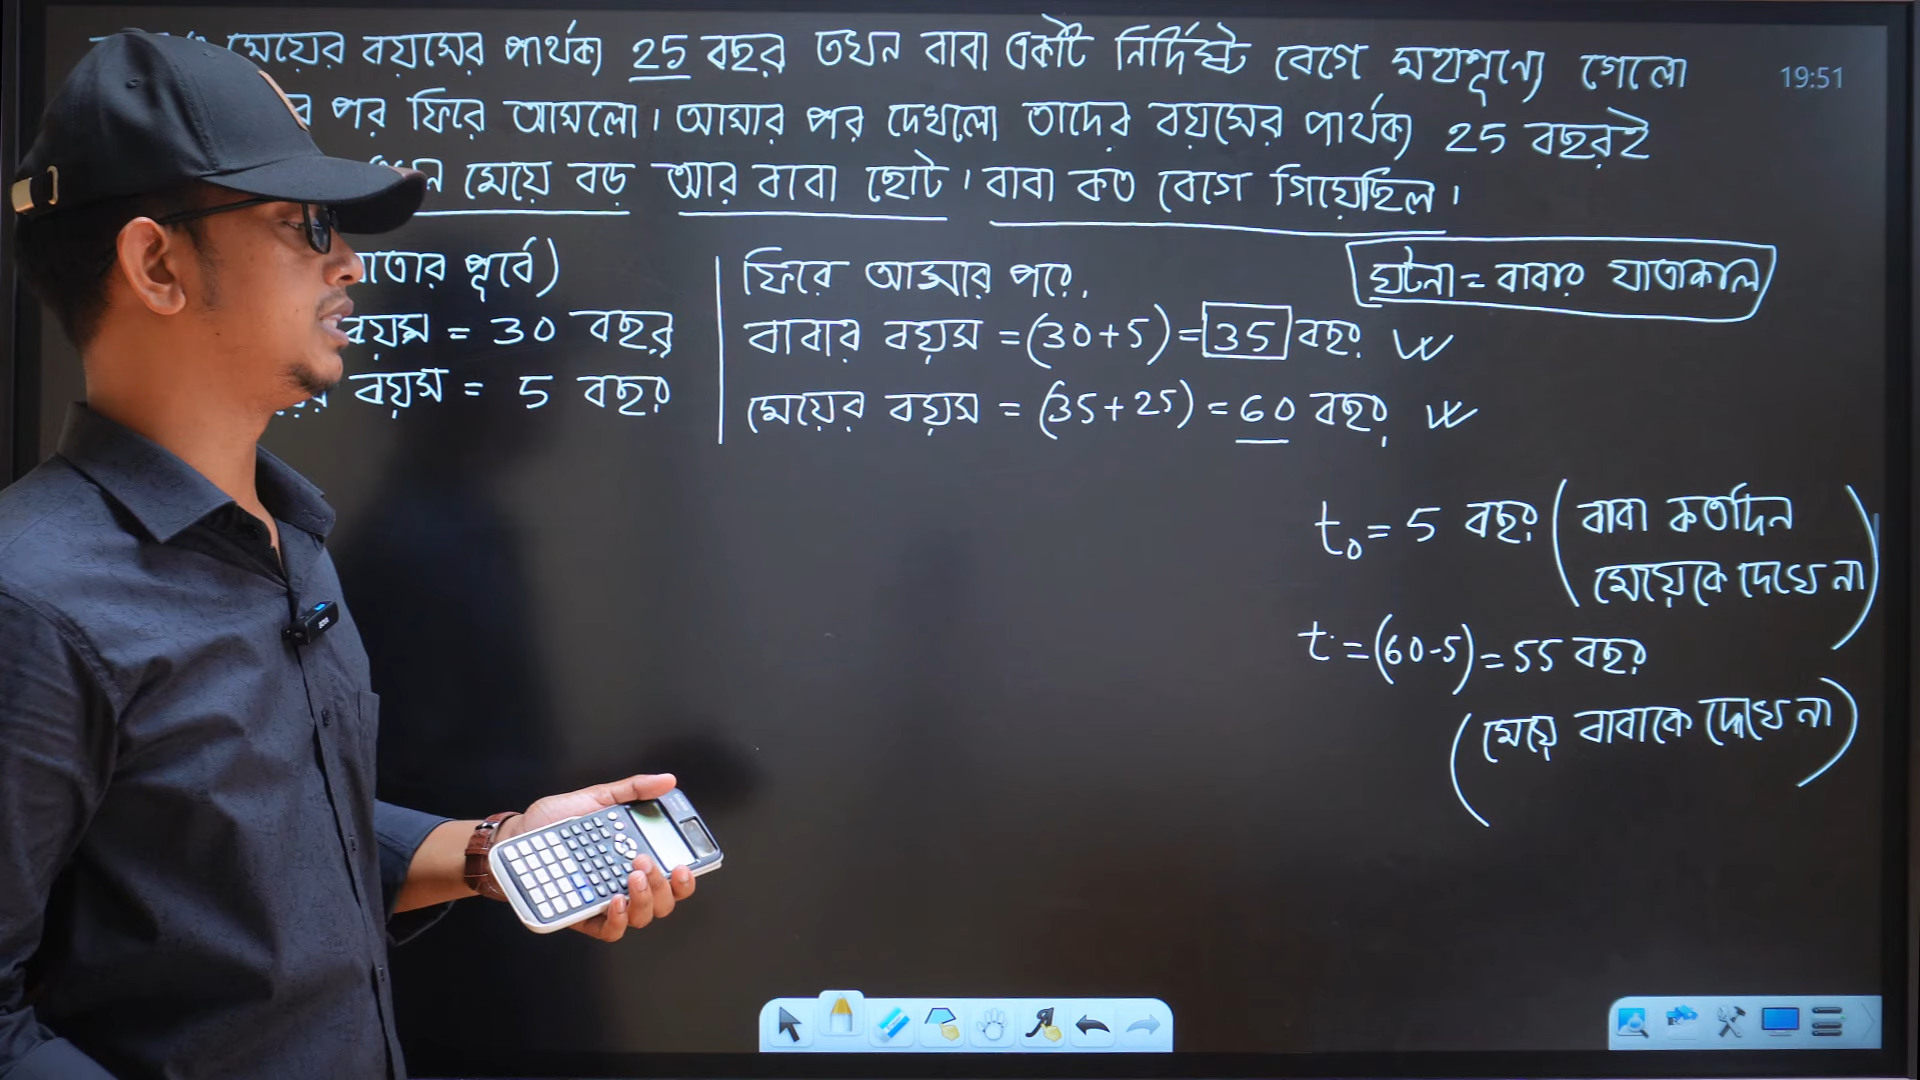 মেয়ের বয়সের পার্থক্য 25 বছর তখন বাবা একটি নির্দিষ্ট বেগে মহাশূন্যে গেলো
19:51
পর ফিরে আসলো। আসার পর দেখলো তাদের বয়সের পার্থক্য 25 বছরই
মেয়ে বড় আর বাবা ছোট। বাবা কত বেগে গিয়েছিল।
পূর্বে)
বয়স = 30 বছর
বয়স = 5 বছর
ফিরে আসার পরে,
বাবার বয়স = (30+5) = 35 বছর
মেয়ের বয়স = (35+25) = 60 বছর
ঘটনা = বাবার যাত্রাকাল
t₀ = 5 বছর (বাবা কতদিন
মেয়েকে দেখে না)
t = (60-5) = 55 বছর
(মেয়ে বাবাকে দেখে না)